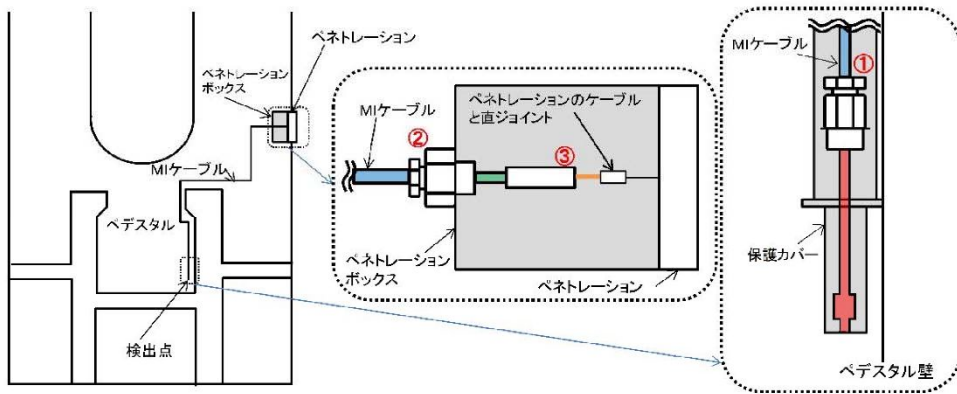 ペネトレーション
ペネトレーション
ボックス
MIケーブル
ペデスタル
検出点
MIケーブル
②
ペネトレーションのケーブル
と直ジョイント
③
ペネトレーション
ボックス
ペネトレーション
MIケーブル
①
保護カバー
ペデスタル壁